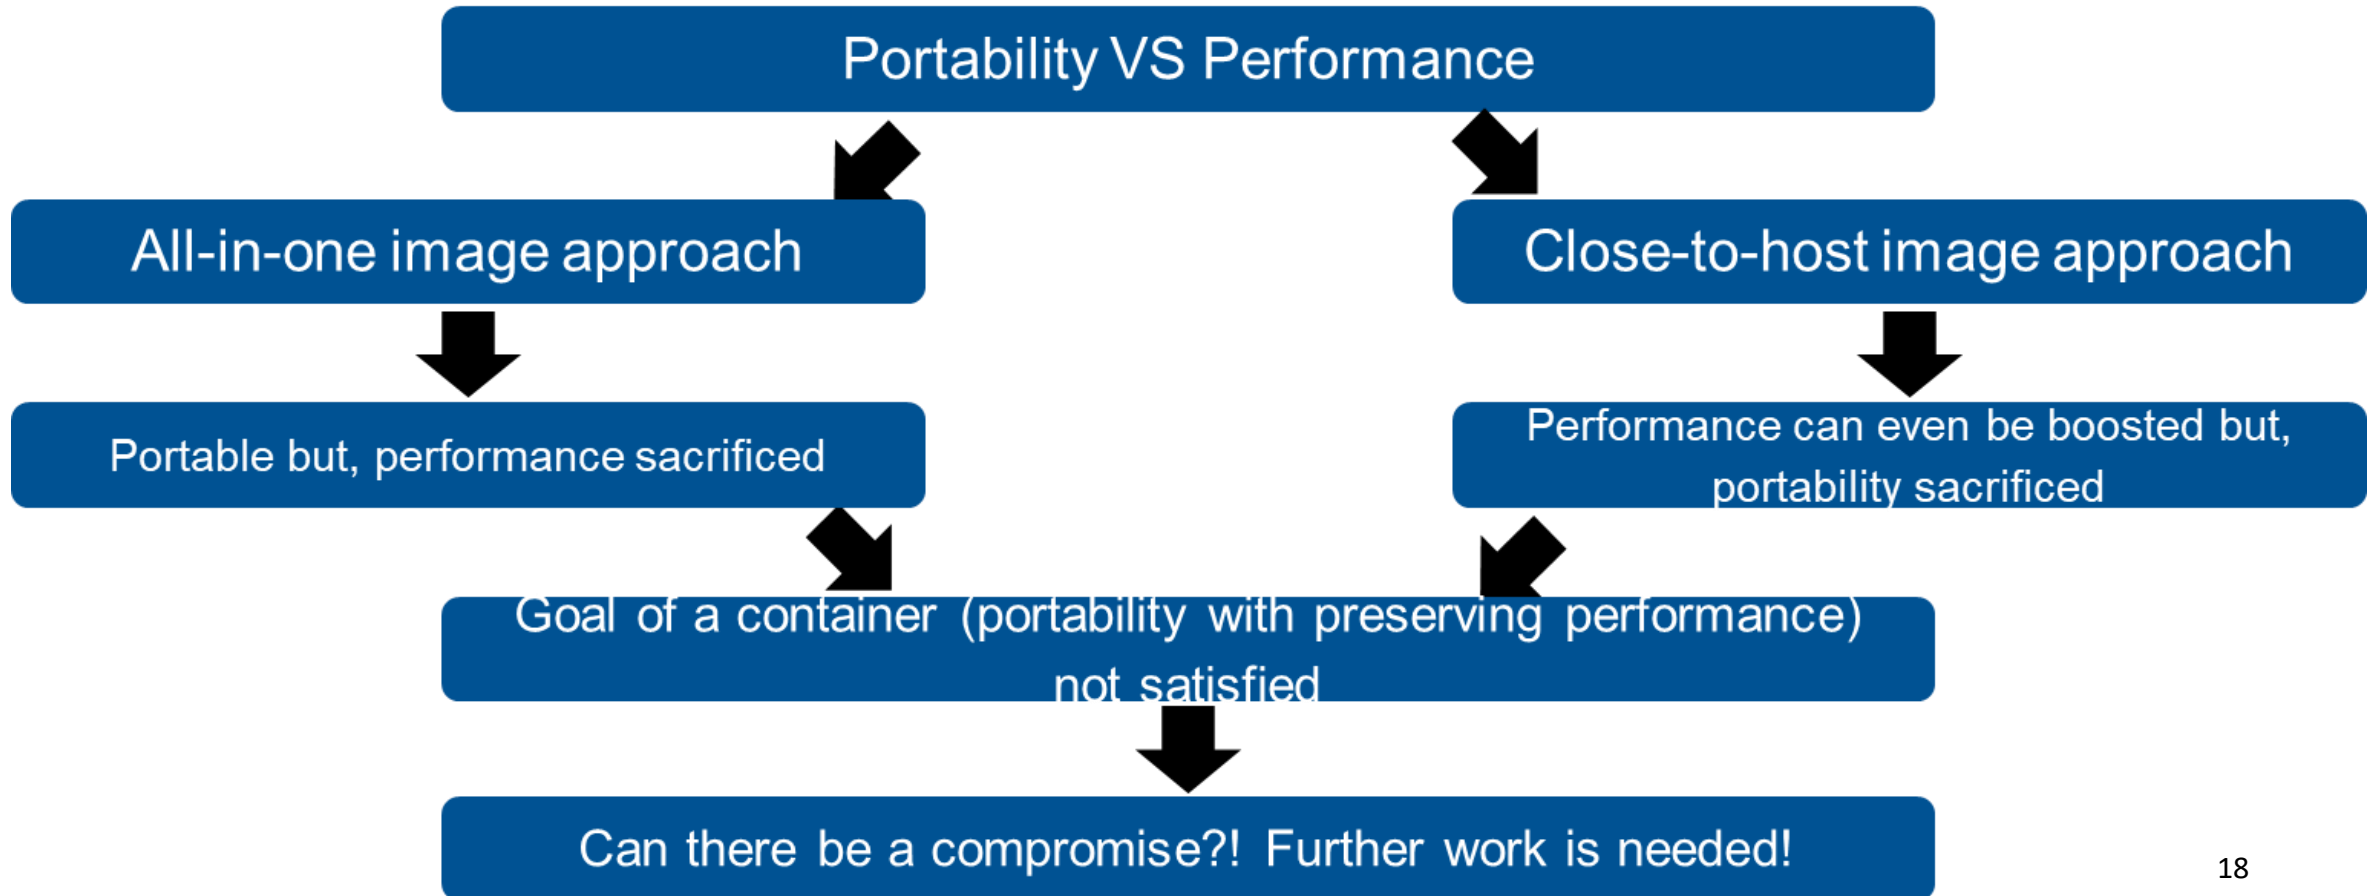 Portability VS Performance
All-in-one image approach
Close-to-host image approach
Portable but, performance sacrificed
Performance can even be boosted but,
portability sacrificed
Goal of a container (portability with preserving performance)
not satisfied
Can there be a compromise?! Further work is needed!
18